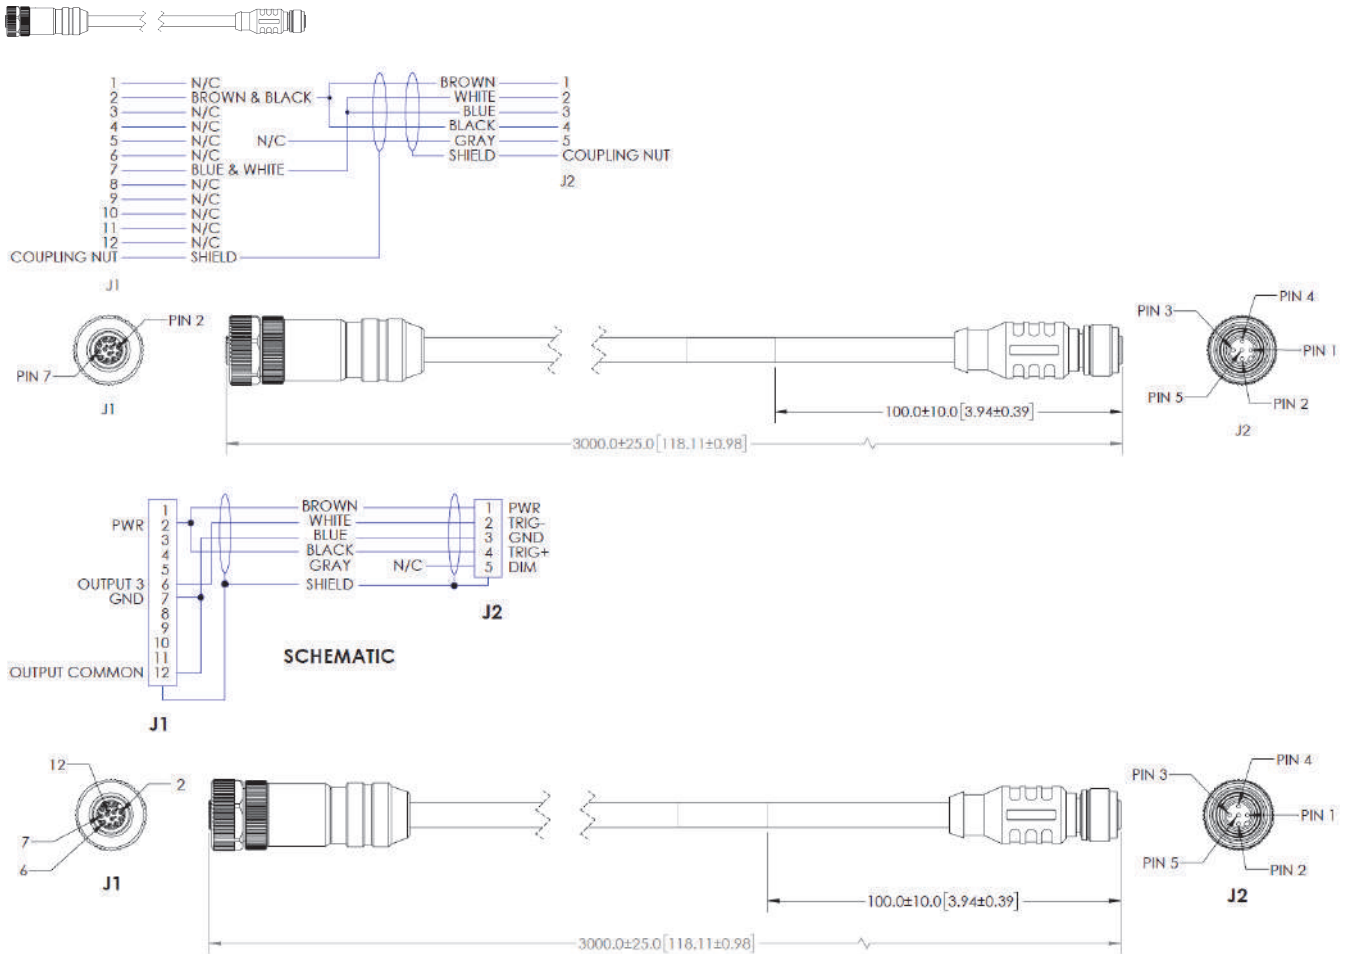 1 N/C BROWN 1
2 BROWN & BLACK WHITE 2
3 N/C BLUE 3
4 N/C BLACK 4
5 N/C N/C GRAY 5
6 N/C SHIELD COUPLING NUT
7 BLUE & WHITE
8 N/C J2
9 N/C
10 N/C
11 N/C
12 N/C
COUPLING NUT SHIELD
J1
PIN 2
PIN 7
J1
PIN 4
PIN 3
PIN 1
PIN 5
PIN 2
J2
100.0±10.0[3.94±0.39]
3000.0±25.0[118.11±0.98]
1 BROWN 1 PWR
PWR 2 WHITE 2 TRIG-
3 BLUE 3 GND
4 BLACK 4 TRIG+
5 GRAY N/C 5 DIM
OUTPUT 3 6 SHIELD
GND 7
8
9
10
11
OUTPUT COMMON 12
J2
SCHEMATIC
J1
12
2
7
6
J1
PIN 4
PIN 3
PIN 1
PIN 5
PIN 2
J2
100.0±10.0[3.94±0.39]
3000.0±25.0[118.11±0.98]